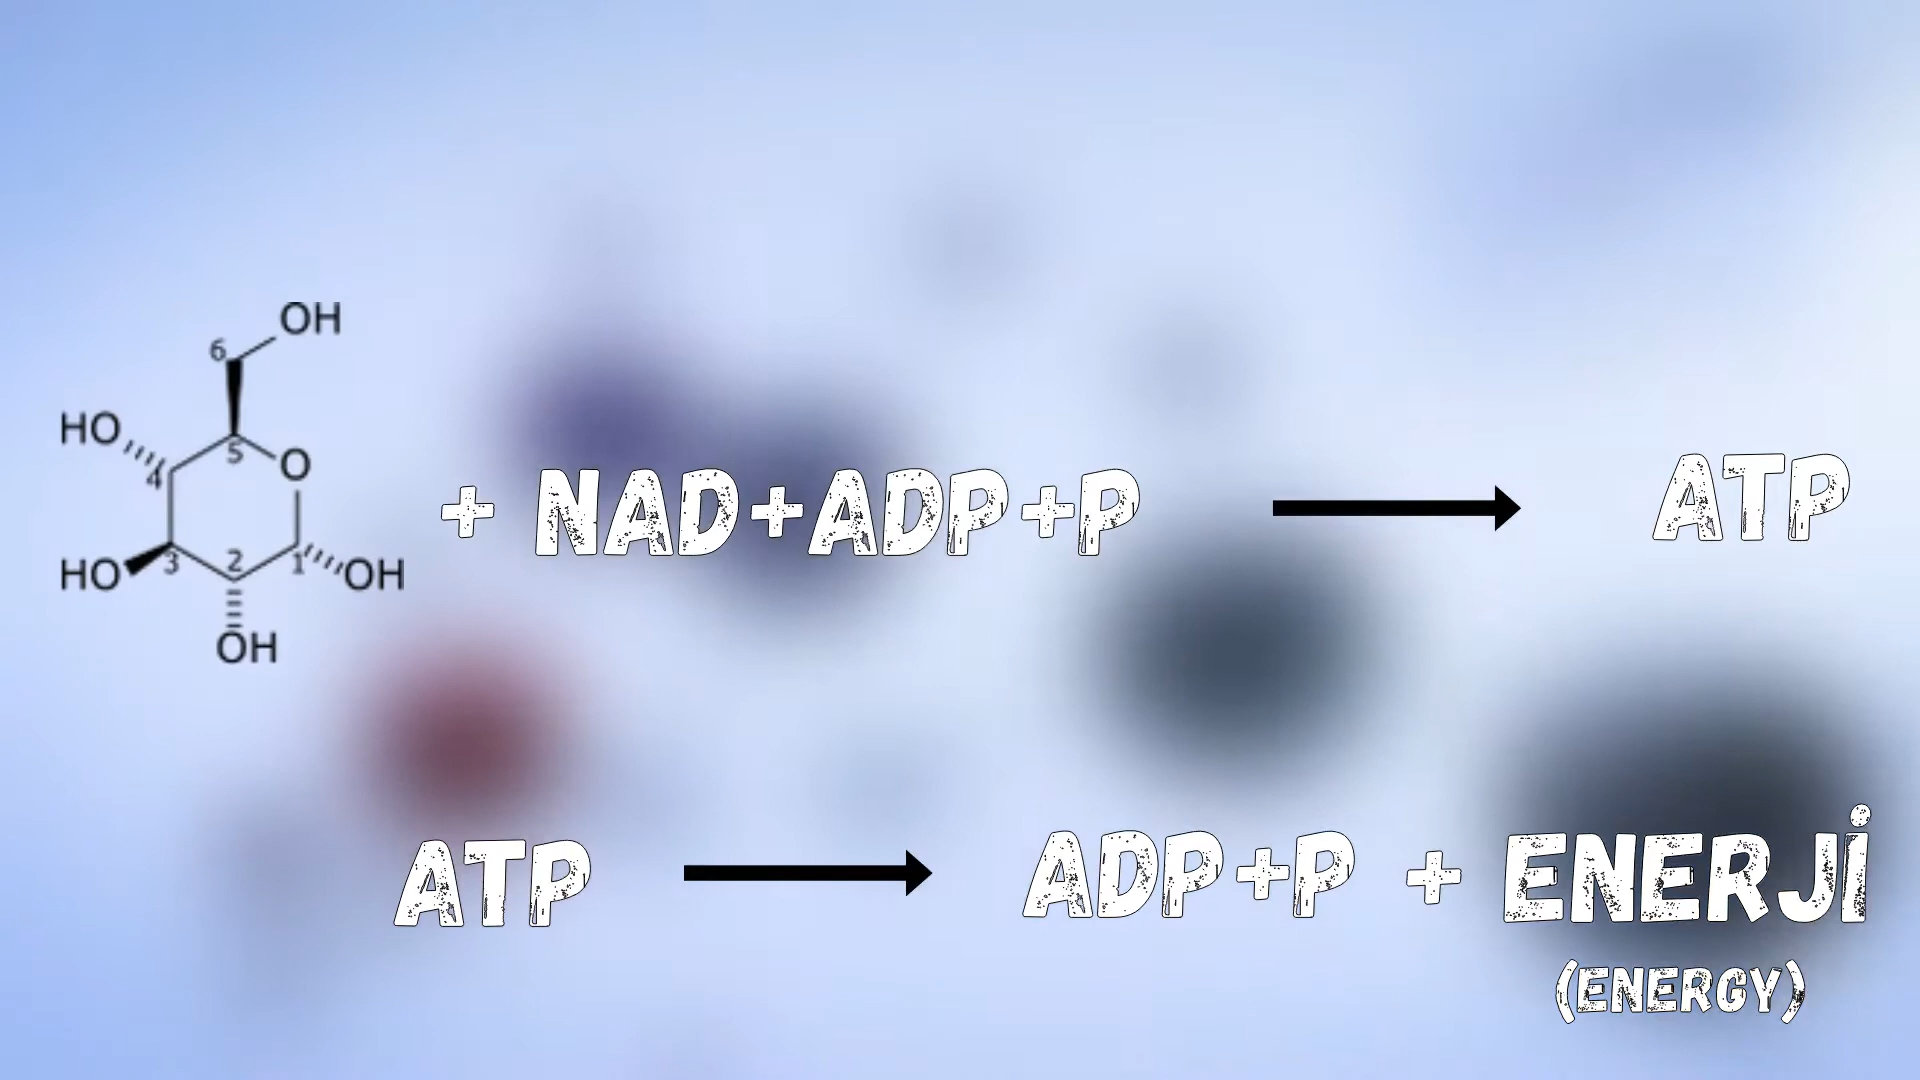 OH
6
HO
5
O
4
+ NAD+ADP+P
ATP
HO
3
2
1
OH
OH
ATP
ADP+P + ENERJİ
(ENERGY)